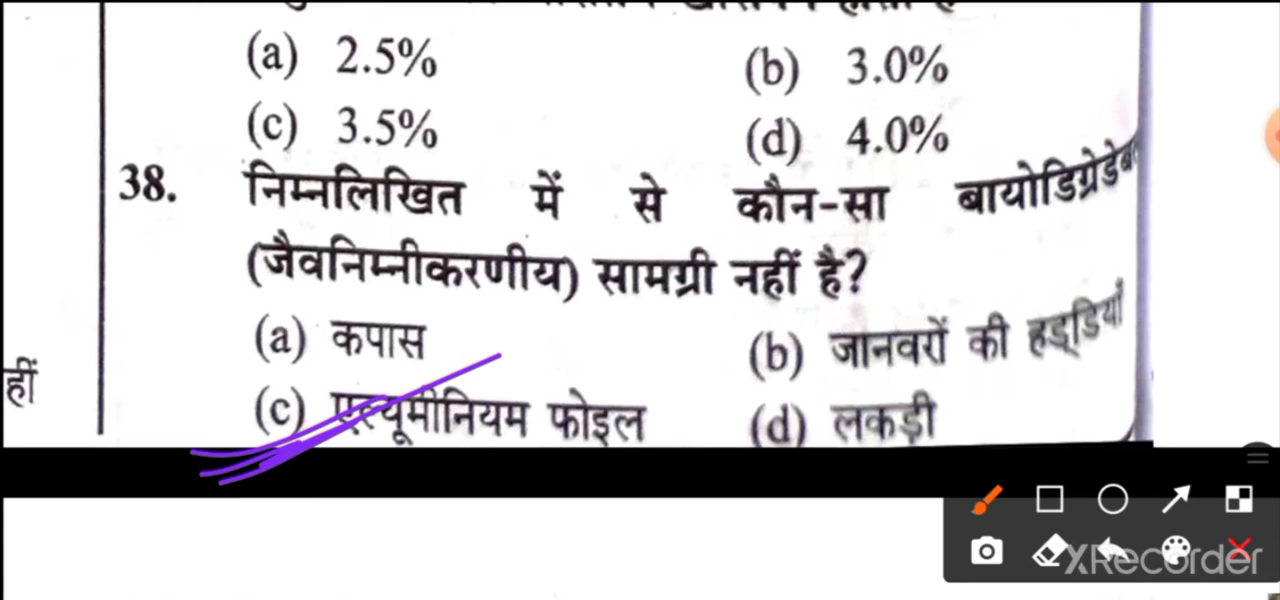 (a) 2.5% (b) 3.0%
(c) 3.5% (d) 4.0%
38. निम्नलिखित में से कौन-सा
(जैवनिम्नीकरणीय) सामग्री नहीं है?
(a) कपास (b) जानवरों की हड्डियाँ
हीं
(c) एल्यूमीनियम फोइल (d) लकड़ी
XRecorder